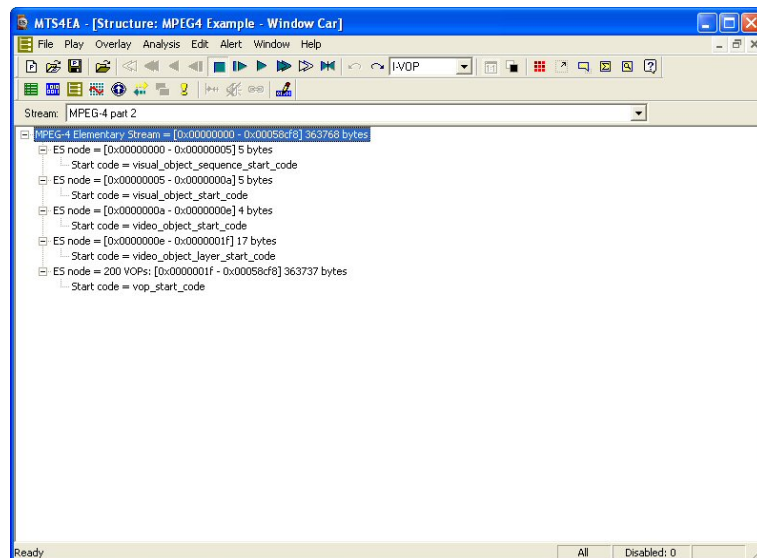 MTS4EA - [Structure: MPEG4 Example - Window Car]
File Play Overlay Analysis Edit Alert Window Help
I-VOP
Stream: MPEG-4 part 2
MPEG-4 Elementary Stream = [0x00000000 - 0x00058cf8] 363768 bytes
ES node = [0x00000000 - 0x00000005] 5 bytes
Start code = visual_object_sequence_start_code
ES node = [0x00000005 - 0x0000000a] 5 bytes
Start code = visual_object_start_code
ES node = [0x0000000a - 0x0000000e] 4 bytes
Start code = video_object_start_code
ES node = [0x0000000e - 0x0000001f] 17 bytes
Start code = video_object_layer_start_code
ES node = 200 VOPs: [0x0000001f - 0x00058cf8] 363737 bytes
Start code = vop_start_code
Ready All Disabled: 0